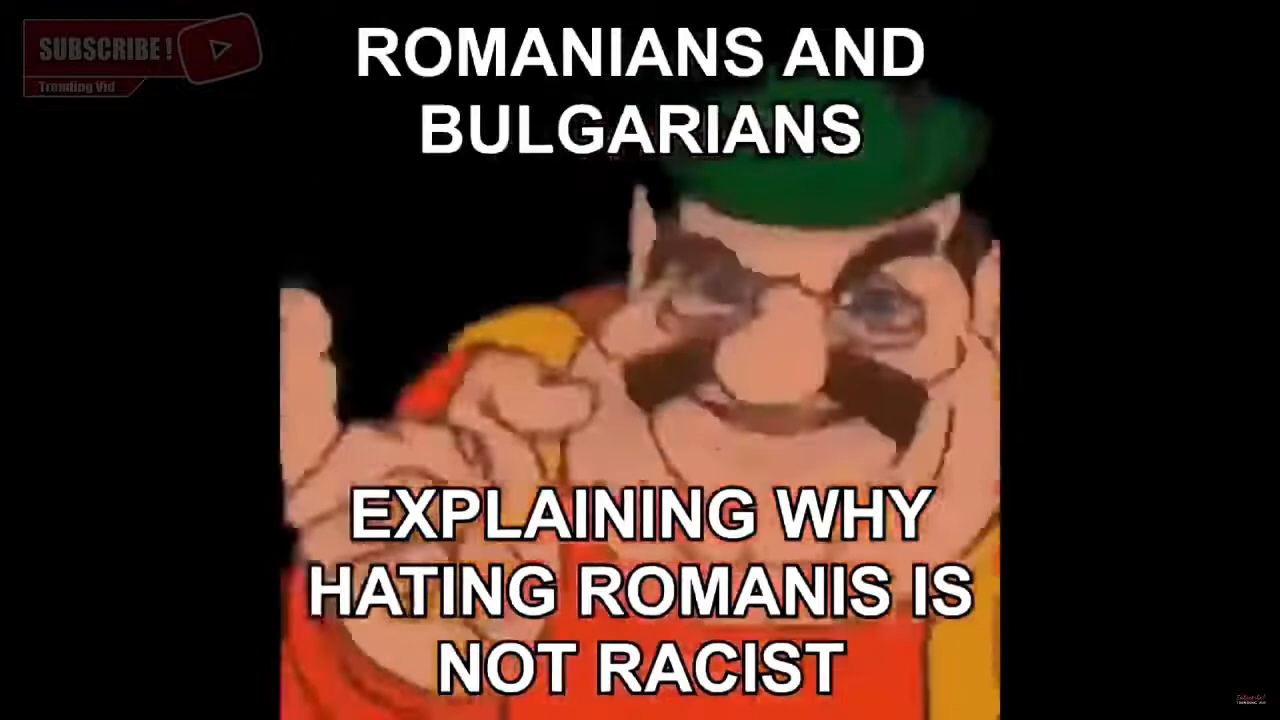 SUBSCRIBE!
Trending Vid
ROMANIANS AND
BULGARIANS
EXPLAINING WHY
HATING ROMANIS IS
NOT RACIST